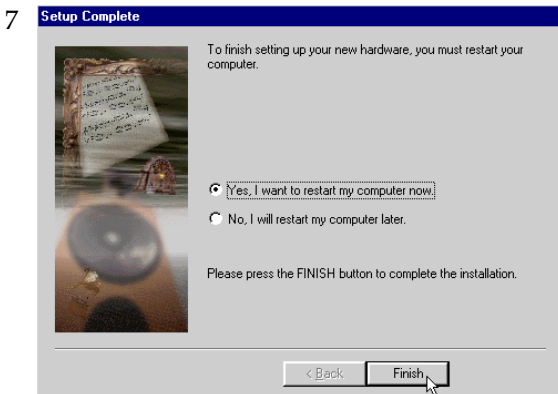 7
Setup Complete
To finish setting up your new hardware, you must restart your
computer.
Yes, I want to restart my computer now.
No, I will restart my computer later.
Please press the FINISH button to complete the installation.
< Back
Finish